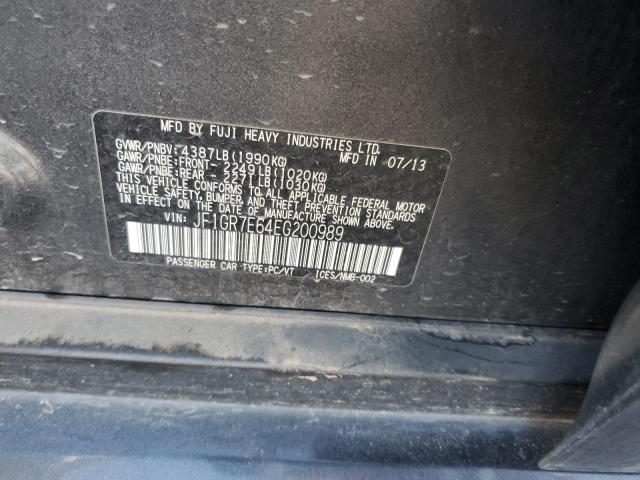 MFD BY FUJI HEAVY INDUSTRIES LTD.
GVWR/PNBV: 4387LB(1990KG) MFD IN 07/13
GAWR/PNBE: FRONT- 2249LB(1020KG)
GAWR/PNBE: REAR - 2271LB(1030KG)
THIS VEHICLE CONFORMS TO ALL APPLICABLE FEDERAL MOTOR
VEHICLE SAFETY, BUMPER, AND THEFT PREVENTION STANDARDS
IN EFFECT ON THE DATE OF MANUFACTURE SHOWN ABOVE.
VIN: JF1GR7E64EG200989
PASSENGER CAR TYPE:PC/VT ICES/NMB-002